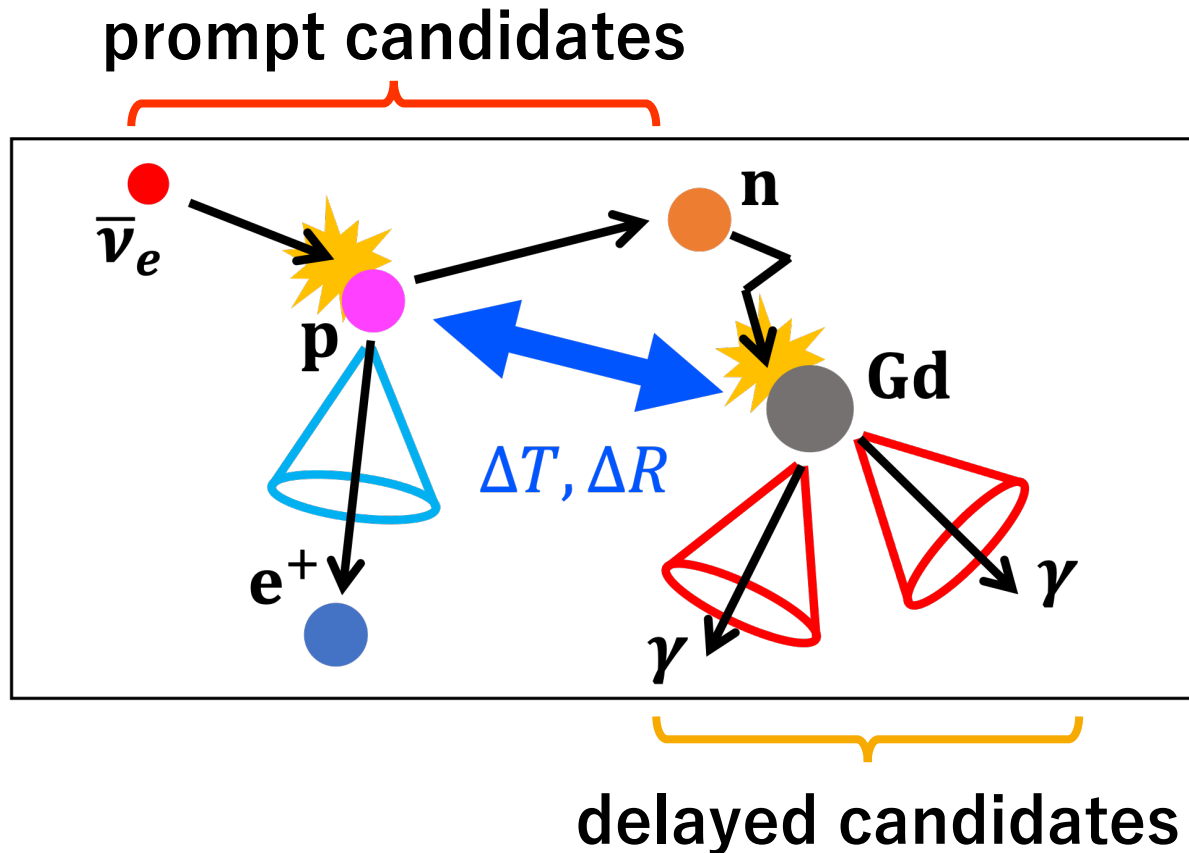 prompt candidates
n
ν̅ₑ
p
Gd
ΔT, ΔR
e⁺
γ
γ
delayed candidates